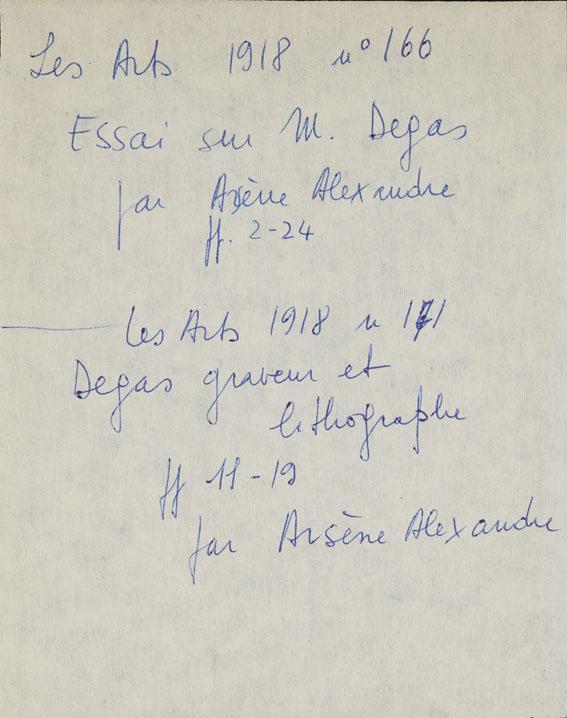 Les Arts 1918 n° 166
Essai sur M. Degas
par Arsène Alexandre
pp. 2-24
Les Arts 1918 n 171
Degas graveur et
lithographe
pp 11-19
par Arsène Alexandre